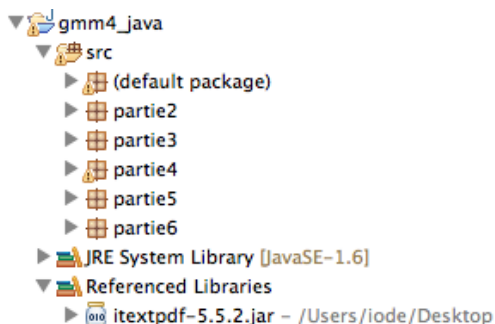 gmm4_java
src
(default package)
partie2
partie3
partie4
partie5
partie6
JRE System Library [JavaSE-1.6]
Referenced Libraries
itextpdf-5.5.2.jar - /Users/iode/Desktop